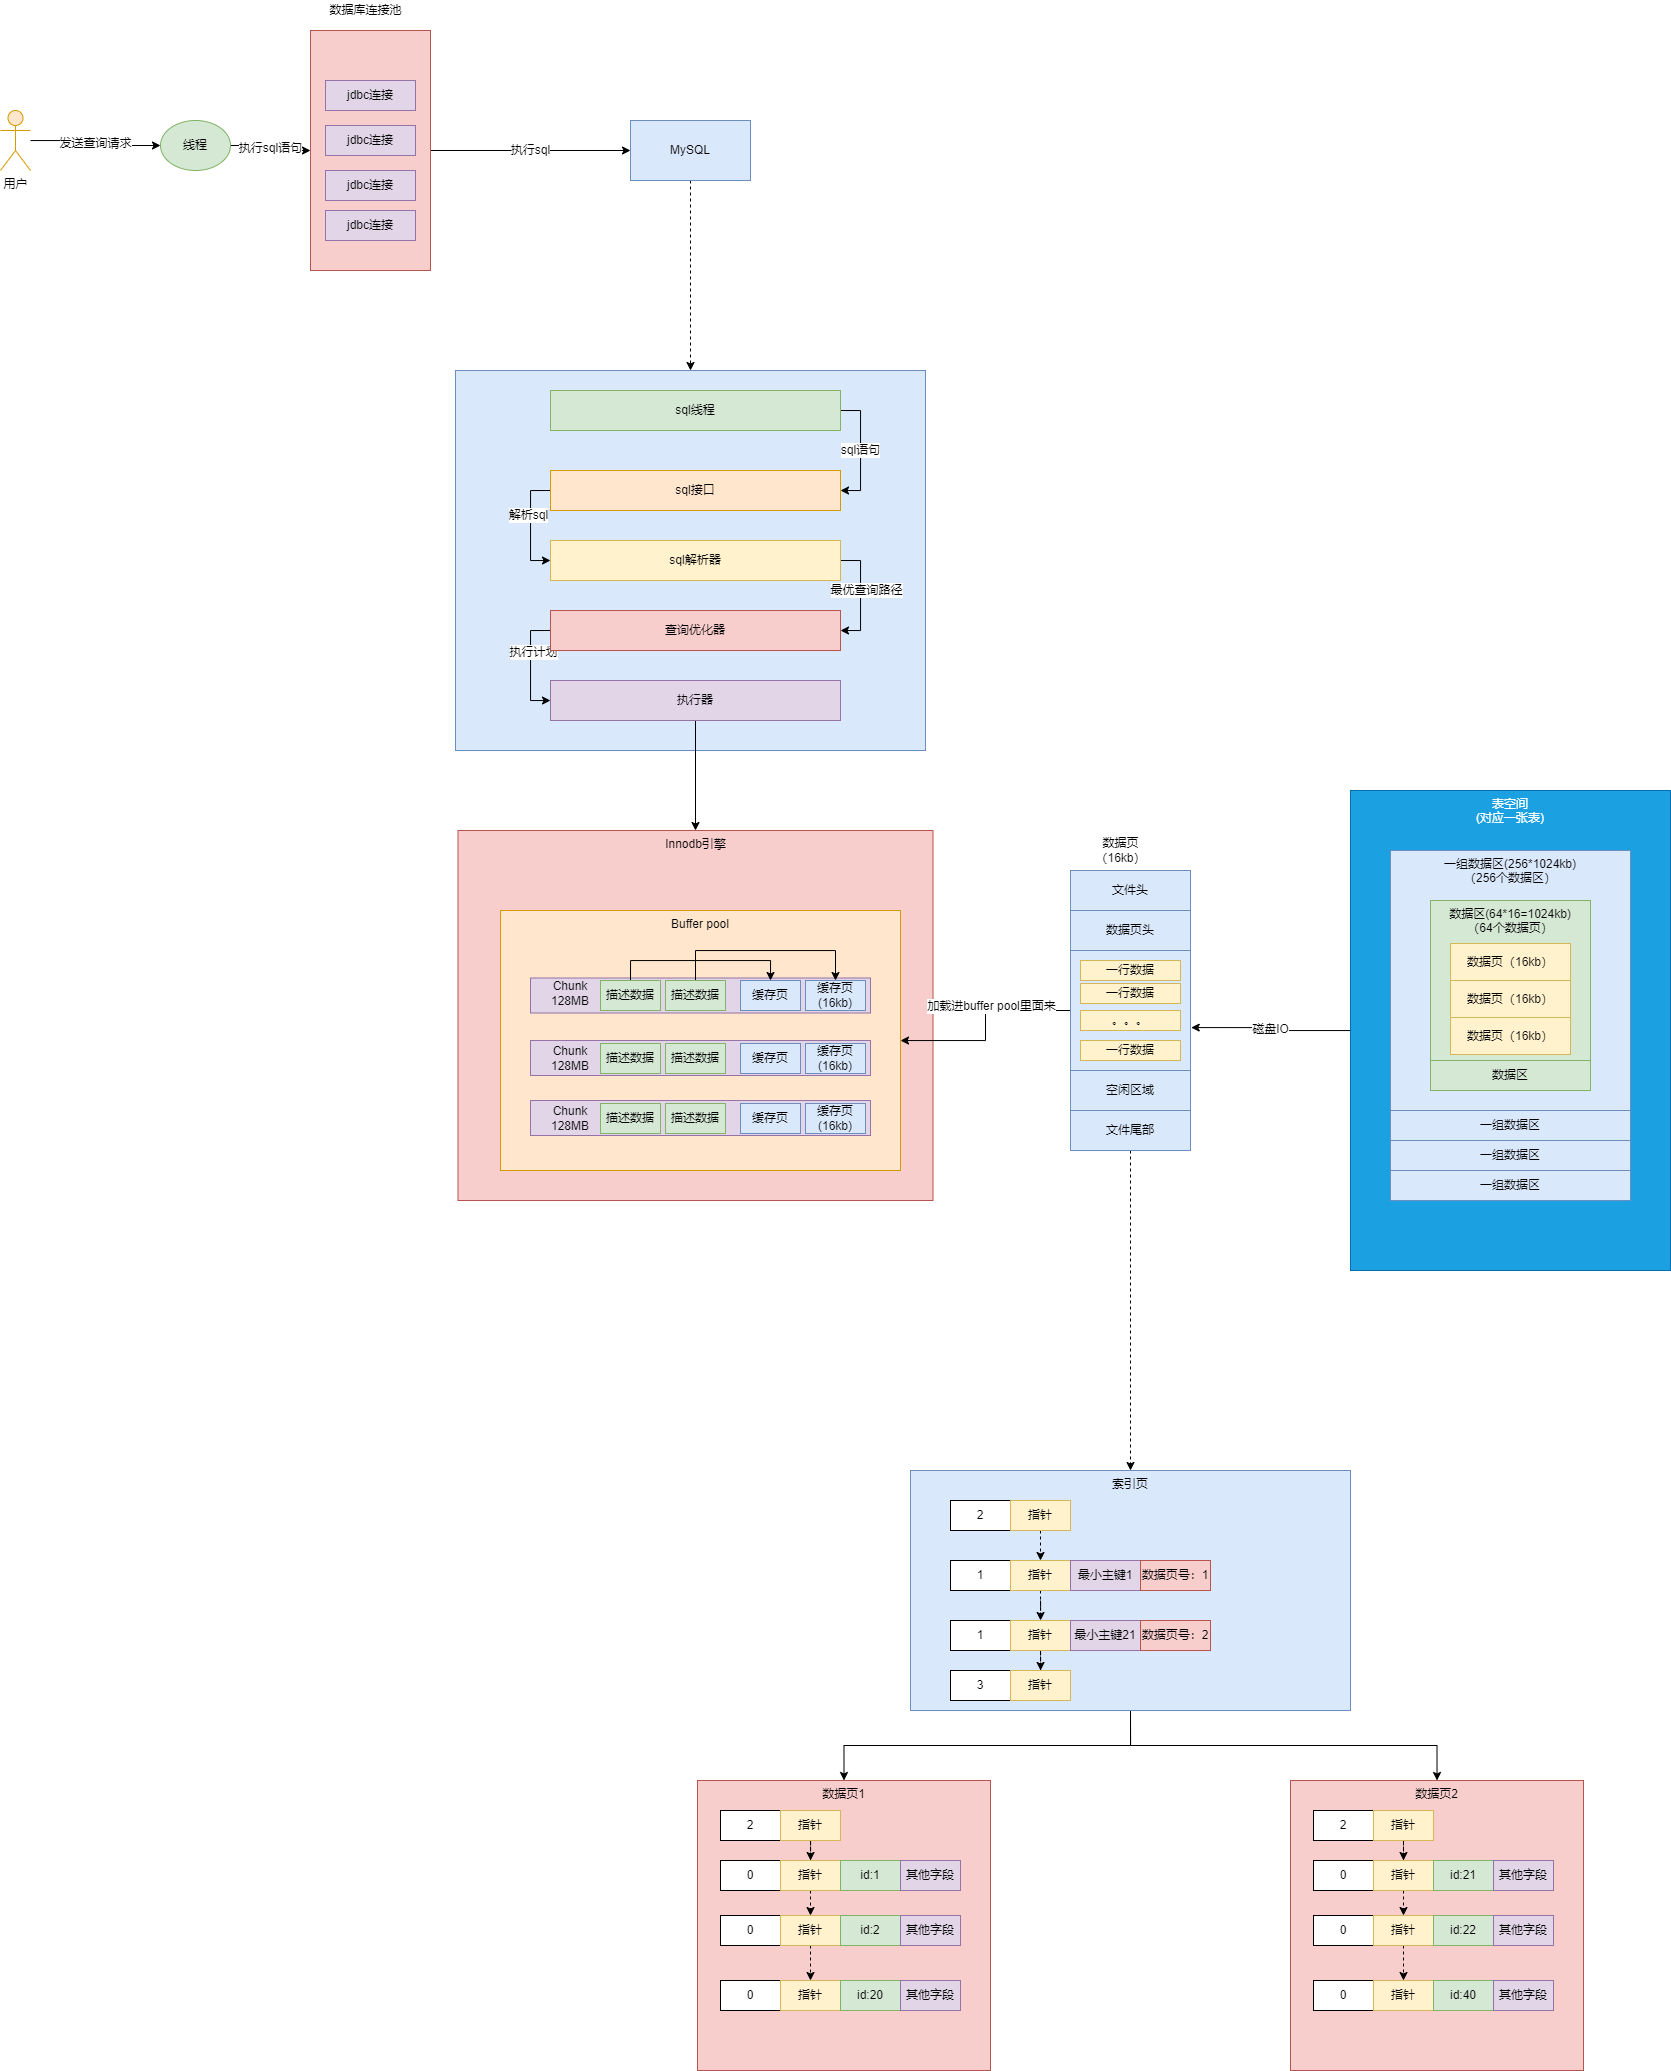 数据库连接池
jdbc连接
jdbc连接
jdbc连接
jdbc连接
用户
发送查询请求
线程
执行sql语句
执行sql
MySQL
sql线程
sql语句
sql接口
解析sql
sql解析器
最优查询路径
查询优化器
执行计划
执行器
Innodb引擎
Buffer pool
Chunk
128MB
描述数据
描述数据
缓存页
缓存页
(16kb)
Chunk
128MB
描述数据
描述数据
缓存页
缓存页
(16kb)
Chunk
128MB
描述数据
描述数据
缓存页
缓存页
(16kb)
加载进buffer pool里面来
数据页
（16kb）
文件头
数据页头
一行数据
一行数据
。。。
一行数据
空闲区域
文件尾部
磁盘IO
表空间
(对应一张表)
一组数据区(256*1024kb)
（256个数据区）
数据区(64*16=1024kb)
（64个数据页）
数据页（16kb）
数据页（16kb）
数据页（16kb）
数据区
一组数据区
一组数据区
一组数据区
索引页
2 指针
1 指针 最小主键1 数据页号：1
1 指针 最小主键21 数据页号：2
3 指针
数据页1
2 指针
0 指针 id:1 其他字段
0 指针 id:2 其他字段
0 指针 id:20 其他字段
数据页2
2 指针
0 指针 id:21 其他字段
0 指针 id:22 其他字段
0 指针 id:40 其他字段